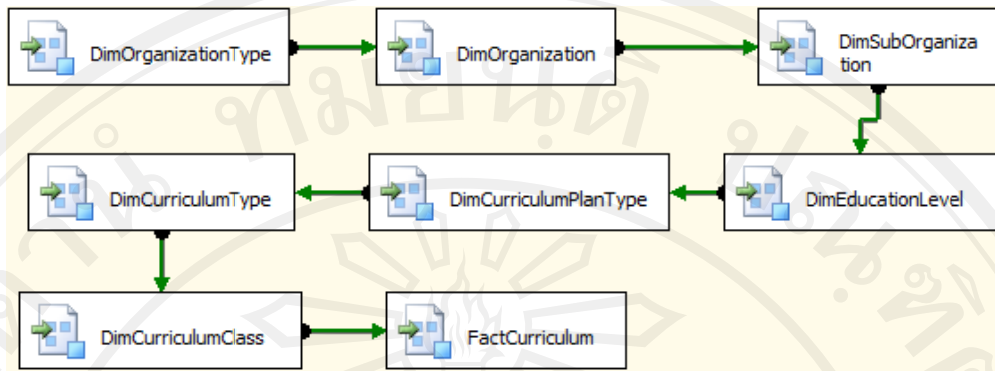 DimOrganizationType
DimOrganization
DimSubOrganiza
tion
DimCurriculumType
DimCurriculumPlanType
DimEducationLevel
DimCurriculumClass
FactCurriculum